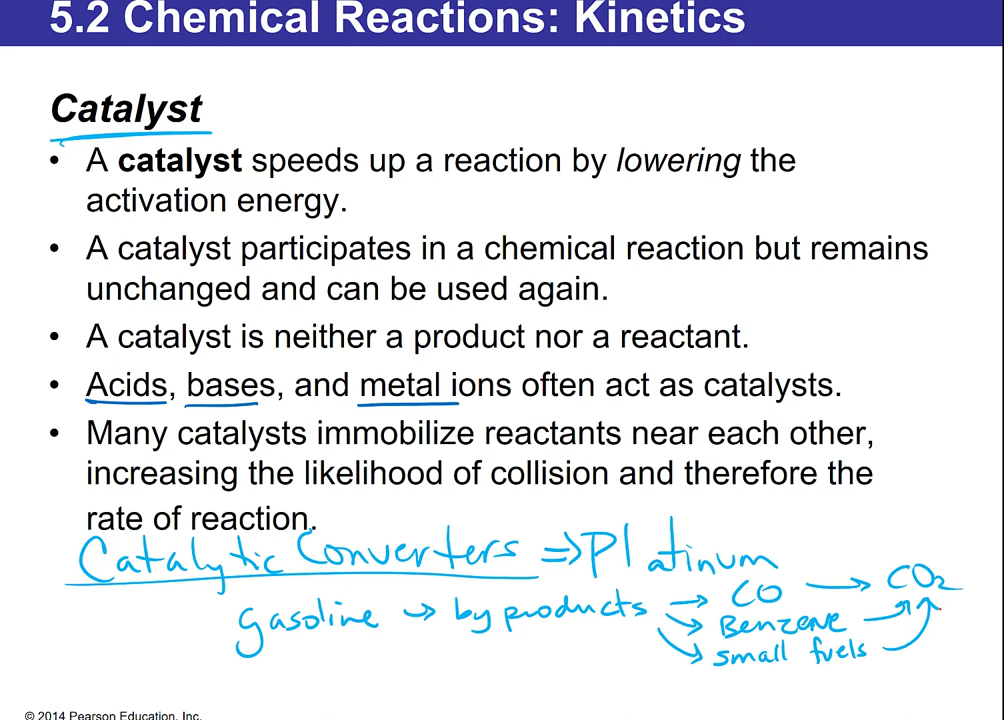 5.2 Chemical Reactions: Kinetics
Catalyst
• A catalyst speeds up a reaction by lowering the
activation energy.
• A catalyst participates in a chemical reaction but remains
unchanged and can be used again.
• A catalyst is neither a product nor a reactant.
• Acids, bases, and metal ions often act as catalysts.
• Many catalysts immobilize reactants near each other,
increasing the likelihood of collision and therefore the
rate of reaction.
Catalytic Converters => Platinum
gasoline → by products → CO → CO2
→ Benzene →
→ small fuels →
© 2014 Pearson Education, Inc.